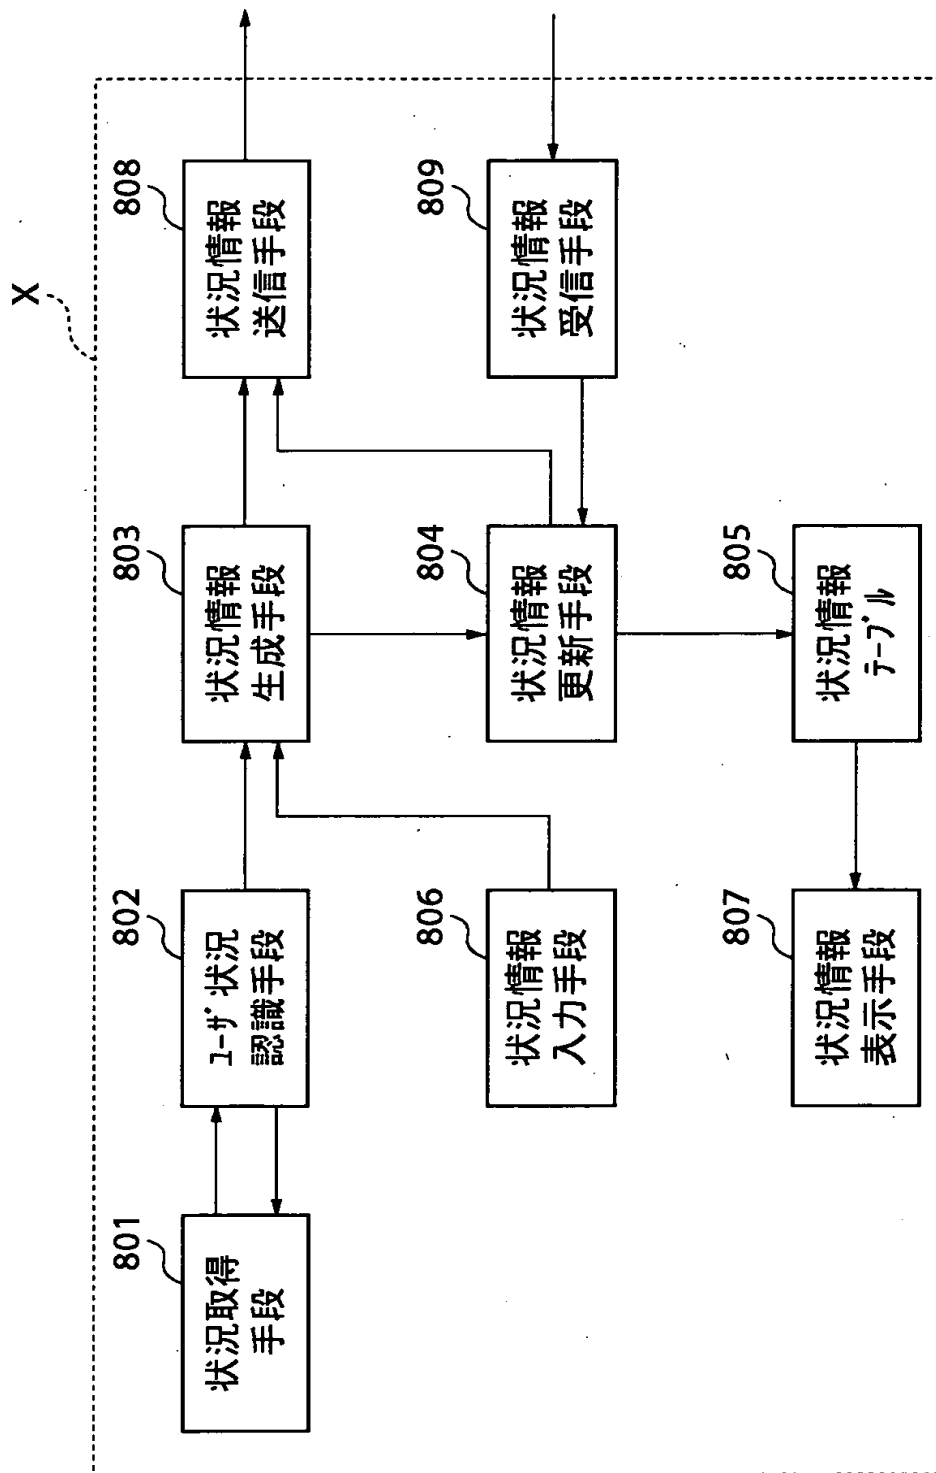 X
801
状況取得
手段
802
ﾕｰｻﾞ状況
認識手段
803
状況情報
生成手段
808
状況情報
送信手段
806
状況情報
入力手段
804
状況情報
更新手段
809
状況情報
受信手段
807
状況情報
表示手段
805
状況情報
ﾃｰﾌﾞﾙ